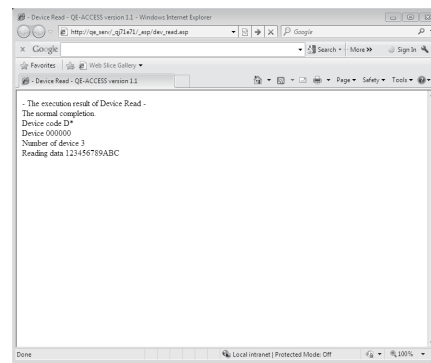 - Device Read - QE-ACCESS version 1.1 - Windows Internet Explorer
http://qe_serv/_qj71e71/_asp/dev_read.asp
Google
x Google
Search
More >>
Sign In
Favorites
Web Slice Gallery
- Device Read - QE-ACCESS version 1.1
Page
Safety
Tools
- The execution result of Device Read -
The normal completion.
Device code D*
Device 000000
Number of device 3
Reading data 123456789ABC
Done
Local intranet | Protected Mode: Off
100%